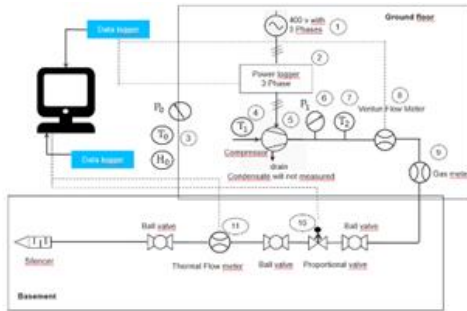 Data logger
400 v with
3 Phases
1
Ground floor
2
Power logger
3 Phase
P₀
T₀
H₀
3
4
T₁
5
P₁
6
7
T₂
8
Venturi Flow Meter
Compressor
drain
Condensate will not measured
Data logger
9
Gas meter
Ball valve
11
10
Ball valve
Silencer
Thermal Flow meter
Ball valve
Proportional valve
Basement